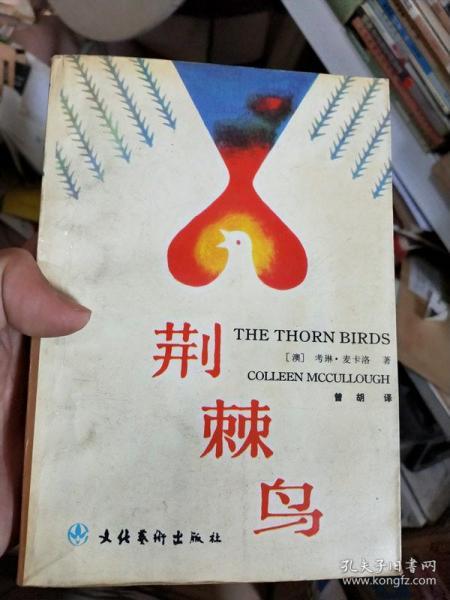 THE THORN BIRDS
[澳] 考琳·麦卡洛 著
COLLEEN MCCULLOUGH
曾胡 译
荆
棘
鸟
文化艺术出版社
孔夫子旧书网
www.kongfz.com